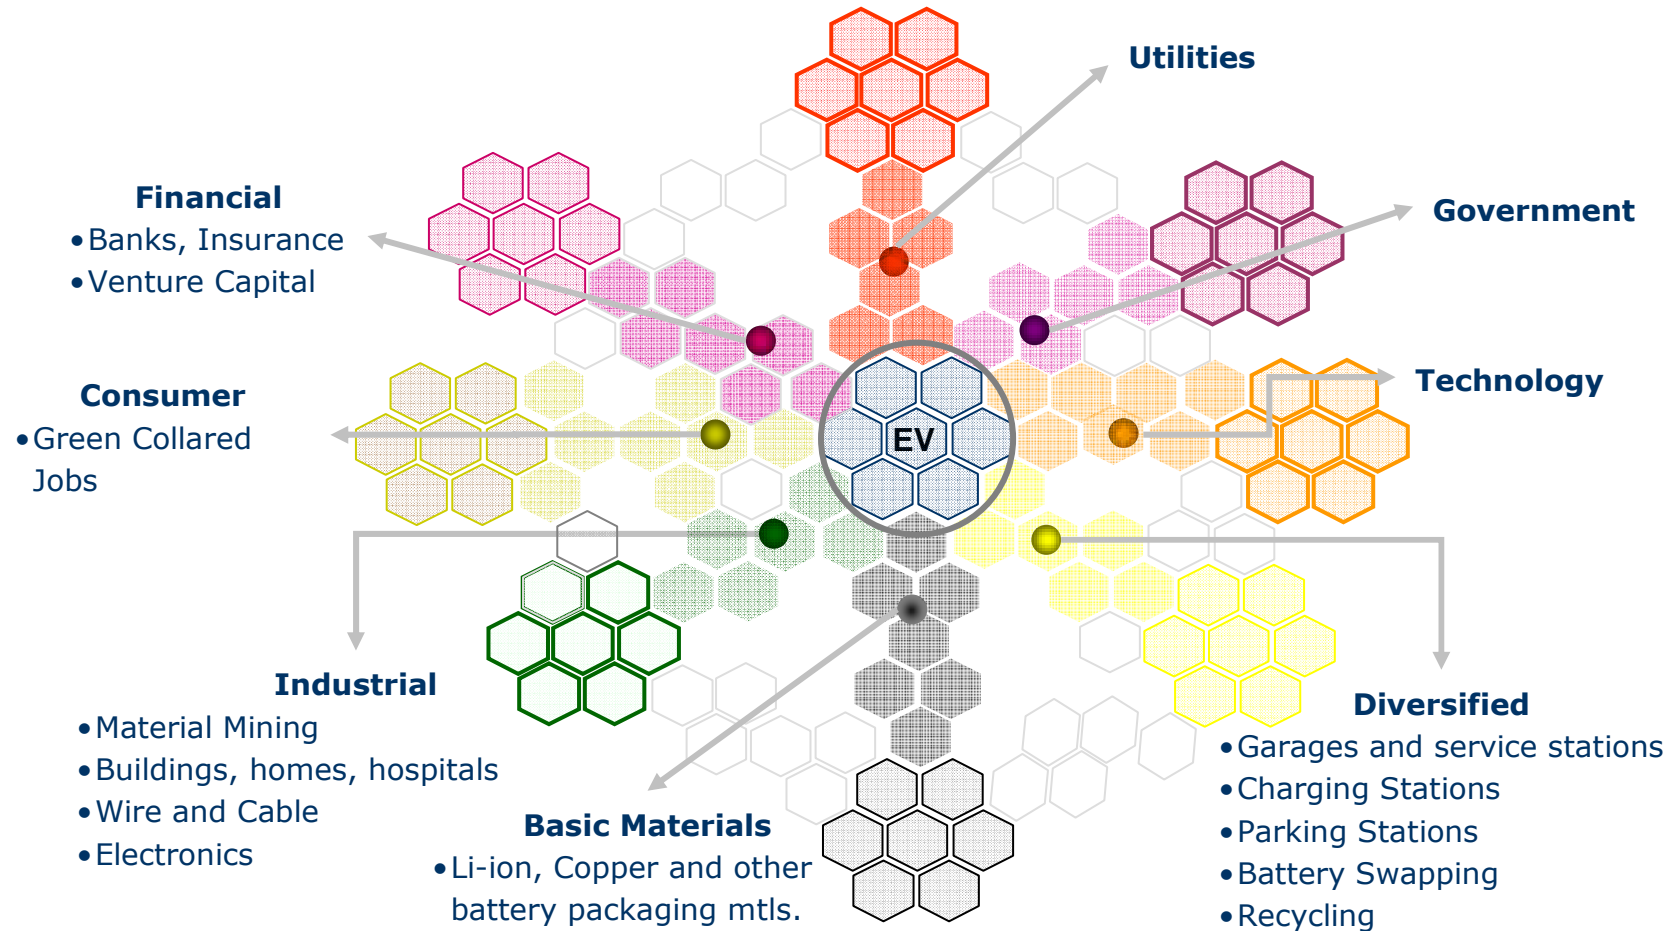 Utilities
Financial
•Banks, Insurance
•Venture Capital
Government
Consumer
•Green Collared
Jobs
Technology
EV
Industrial
•Material Mining
•Buildings, homes, hospitals
•Wire and Cable
•Electronics
Basic Materials
•Li-ion, Copper and other
battery packaging mtls.
Diversified
•Garages and service stations
•Charging Stations
•Parking Stations
•Battery Swapping
•Recycling